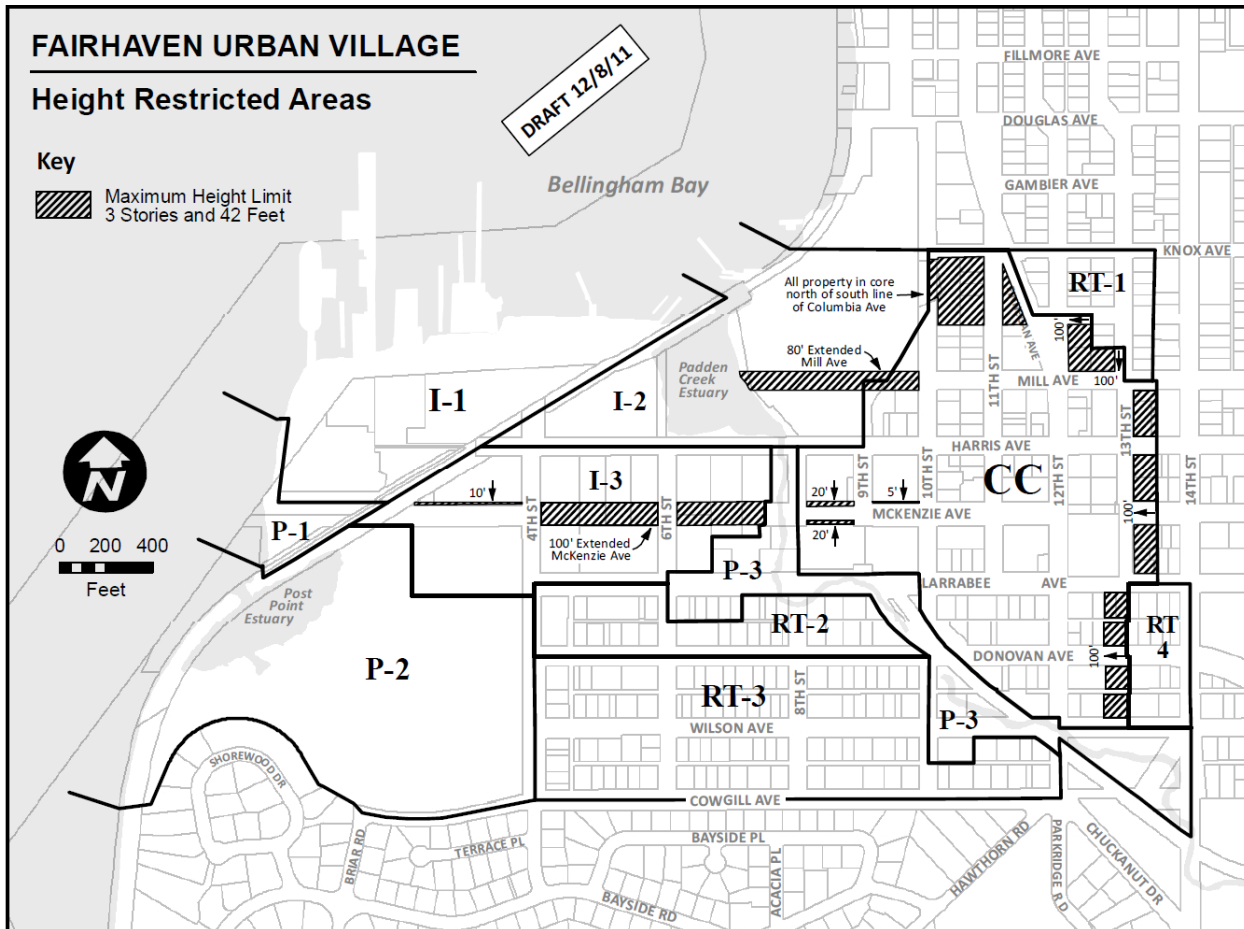 FAIRHAVEN URBAN VILLAGE
Height Restricted Areas
DRAFT 12/8/11
Key
Maximum Height Limit
3 Stories and 42 Feet
Bellingham Bay
FILLMORE AVE
DOUGLAS AVE
GAMBIER AVE
KNOX AVE
All property in core
north of south line
of Columbia Ave
RT-1
100'
AN AVE
80' Extended
Mill Ave
Padden
Creek
Estuary
MILL AVE
100'
11TH ST
I-1
I-2
HARRIS AVE
13TH ST
N
I-3
9TH ST
10TH ST
CC
12TH ST
14TH ST
10'
20'
5'
MCKENZIE AVE
100'
P-1
4TH ST
6TH ST
20'
100' Extended
McKenzie Ave
0 200 400
Feet
P-3
LARRABEE AVE
Post
Point
Estuary
RT-2
RT
4
DONOVAN AVE
100'
P-2
RT-3
8TH ST
P-3
WILSON AVE
SHOREWOOD DR
COWGILL AVE
BRIAR RD
TERRACE PL
BAYSIDE PL
ACACIA PL
BAYSIDE RD
HAWTHORN RD
PARKRIDGE RD
CHUCKANUT DR